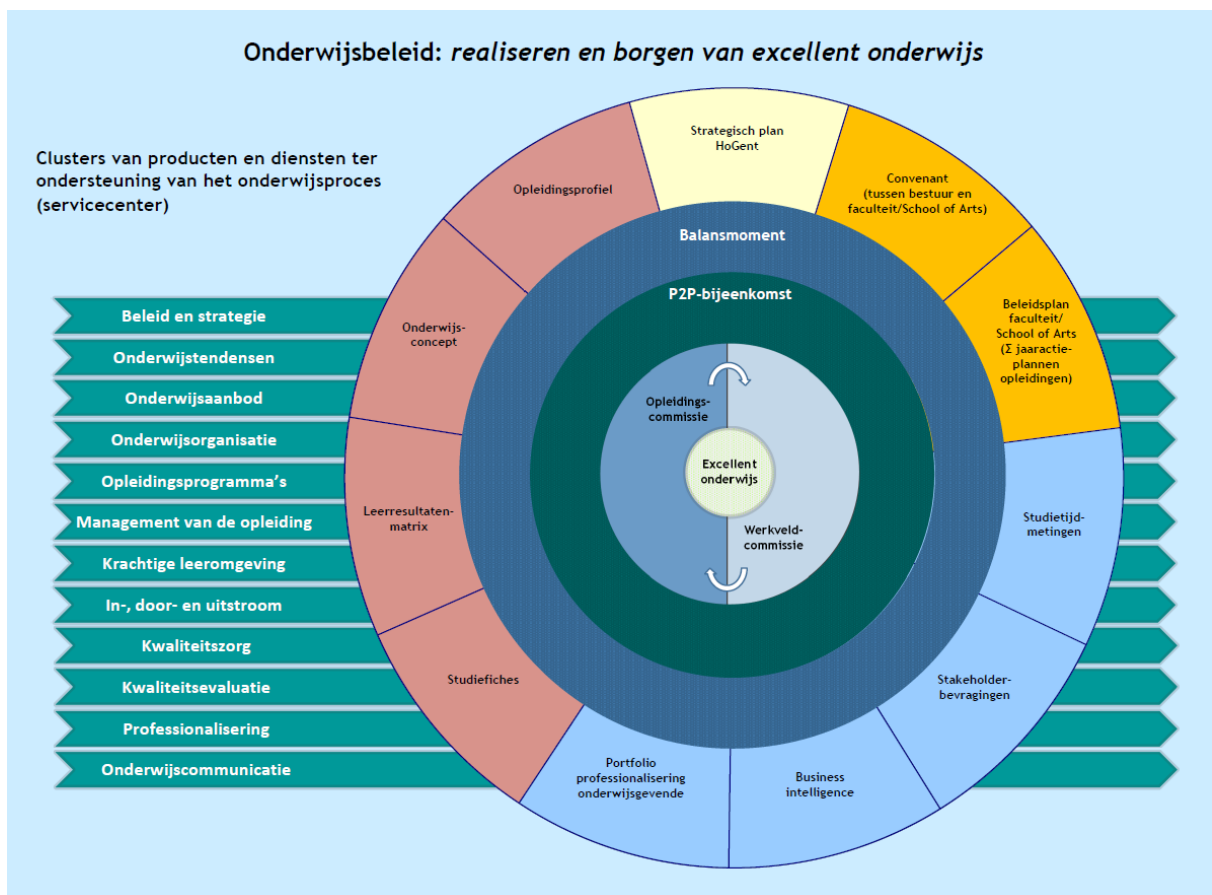 Onderwijsbeleid: realiseren en borgen van excellent onderwijs
Clusters van producten en diensten ter
ondersteuning van het onderwijsproces
(servicecenter)
Beleid en strategie
Onderwijstendensen
Onderwijsaanbod
Onderwijsorganisatie
Opleidingsprogramma's
Management van de opleiding
Krachtige leeromgeving
In-, door- en uitstroom
Kwaliteitszorg
Kwaliteitsevaluatie
Professionalisering
Onderwijscommunicatie
Strategisch plan
HoGent
Convenant
(tussen bestuur en
faculteit/School of Arts)
Beleidsplan
faculteit/
School of Arts
(Σ jaaractie-
plannen
opleidingen)
Studietijd-
metingen
Stakeholder-
bevragingen
Business
intelligence
Portfolio
professionalisering
onderwijsgevende
Studiefiches
Leerresultaten-
matrix
Onderwijs-
concept
Opleidingsprofiel
Balansmoment
P2P-bijeenkomst
Opleidings-
commissie
Excellent
onderwijs
Werkveld-
commissie